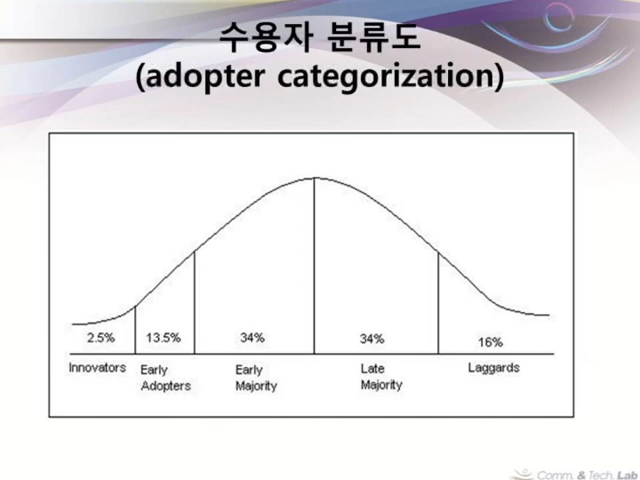 수용자 분류도
(adopter categorization)
2.5% 13.5% 34% 34% 16%
Innovators Early Adopters Early Majority Late Majority Laggards
Comm. & Tech. Lab